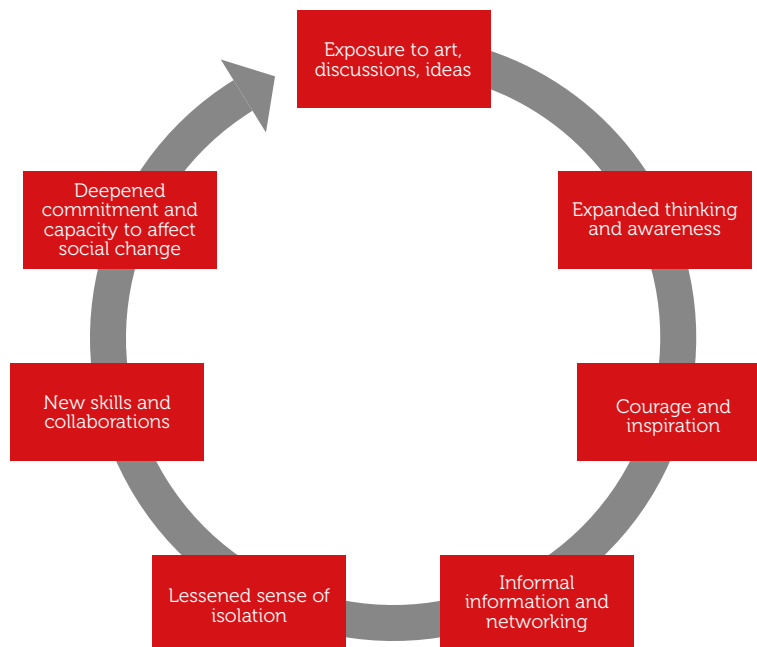 Exposure to art,
discussions, ideas
Expanded thinking
and awareness
Courage and
inspiration
Informal
information and
networking
Lessened sense of
isolation
New skills and
collaborations
Deepened
commitment and
capacity to affect
social change